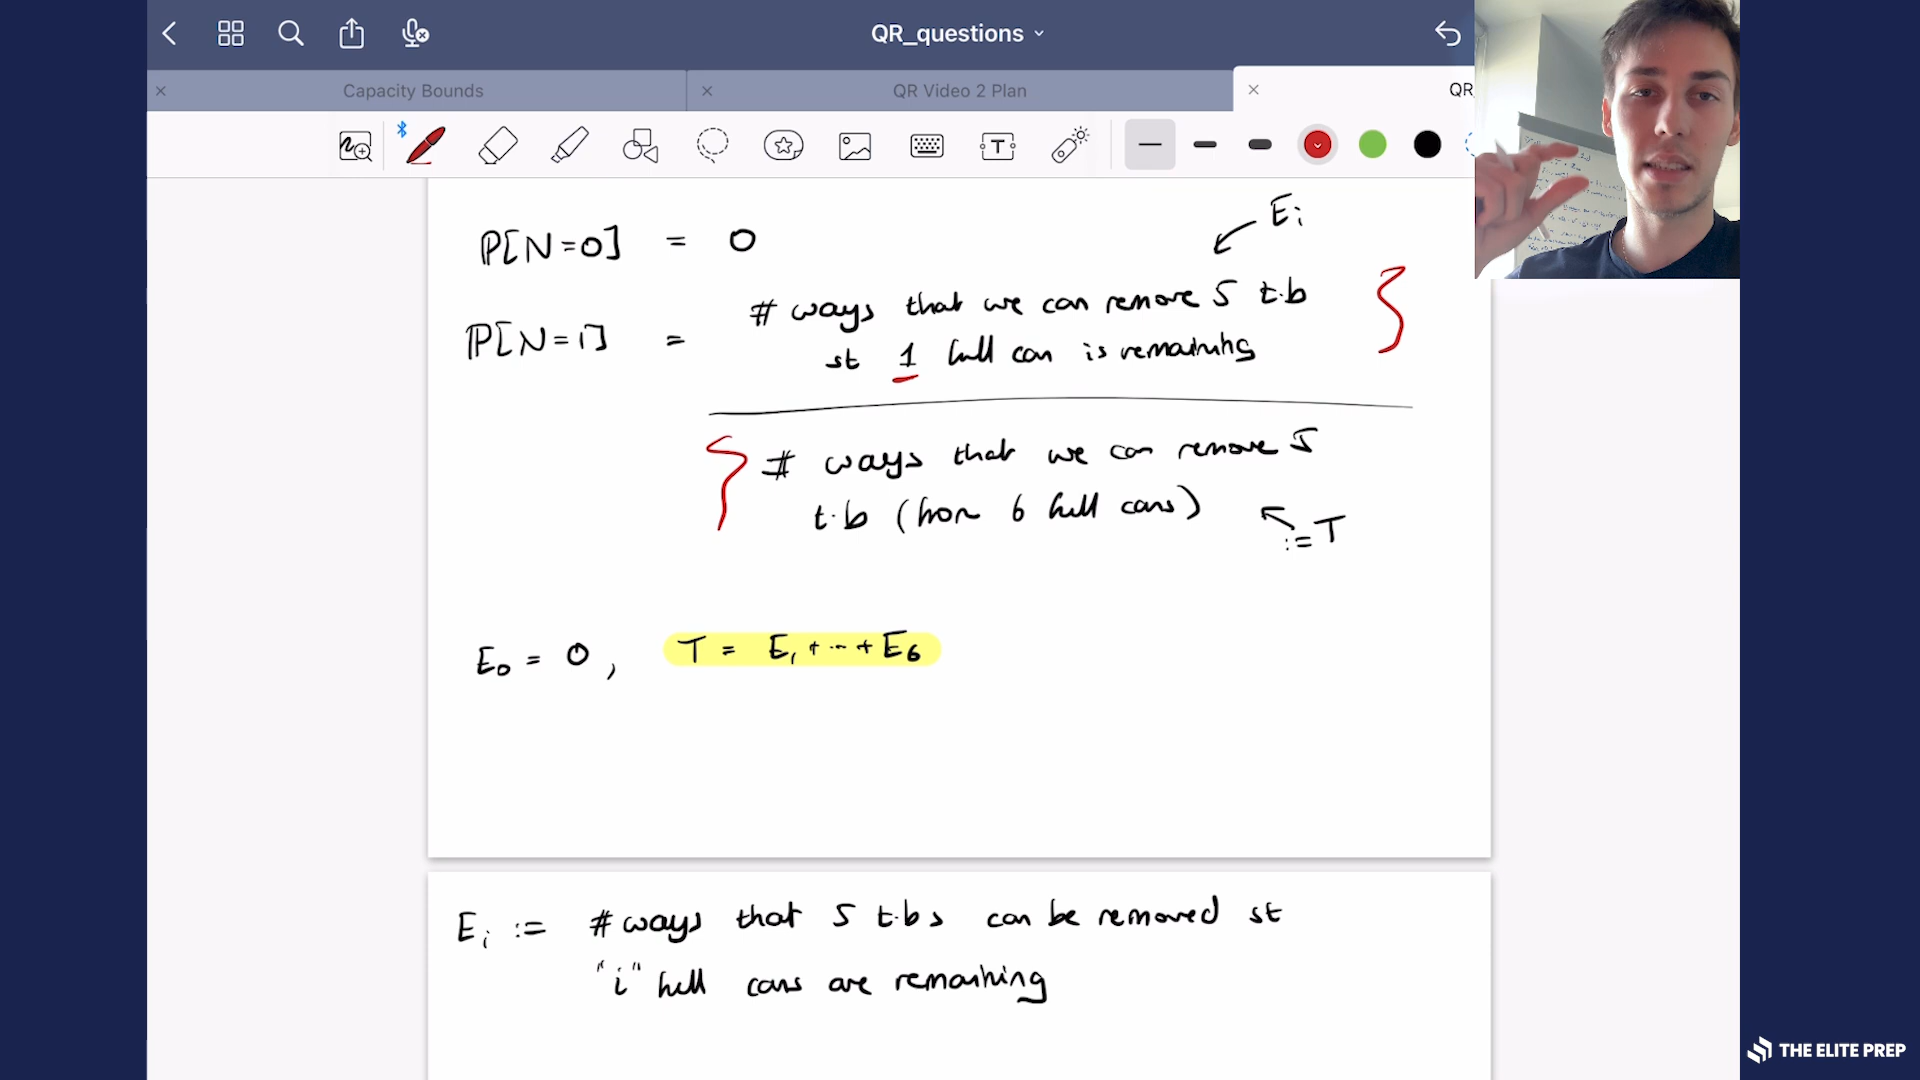 QR_questions
Capacity Bounds
QR Video 2 Plan
QR
T
P[N=0] = 0
Ei
P[N=1] =
# ways that we can remove 5 t.b
st 1 full can is remaining
# ways that we can remove 5
t.b (from 6 full cans)
:= T
E0 = 0, T = E1 + ... + E6
Ei := # ways that 5 t.bs can be removed st
"i" full cans are remaining
THE ELITE PREP